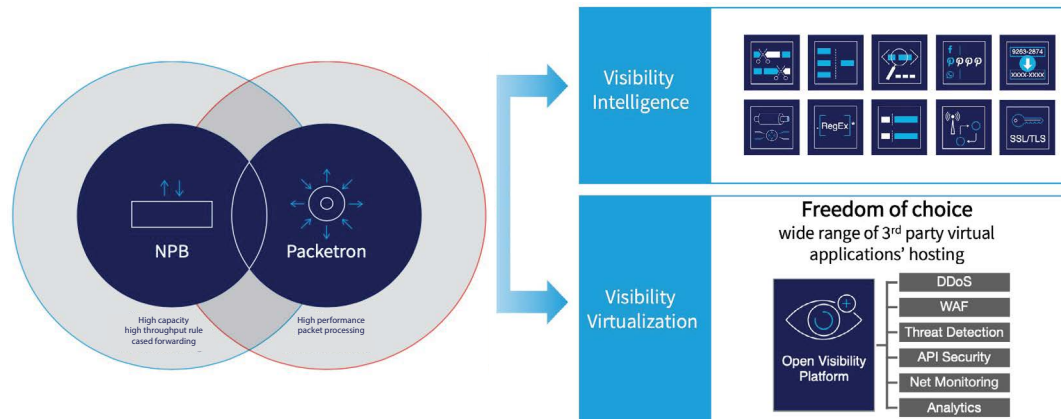 NPB
Packetron
High capacity
high throughput rule
cased forwarding
High performance
packet processing
Visibility
Intelligence
9263-2874
XXXX-XXXX
. RegEx *
SSL/TLS
Visibility
Virtualization
Freedom of choice
wide range of 3rd party virtual
applications' hosting
Open Visibility
Platform
DDoS
WAF
Threat Detection
API Security
Net Monitoring
Analytics